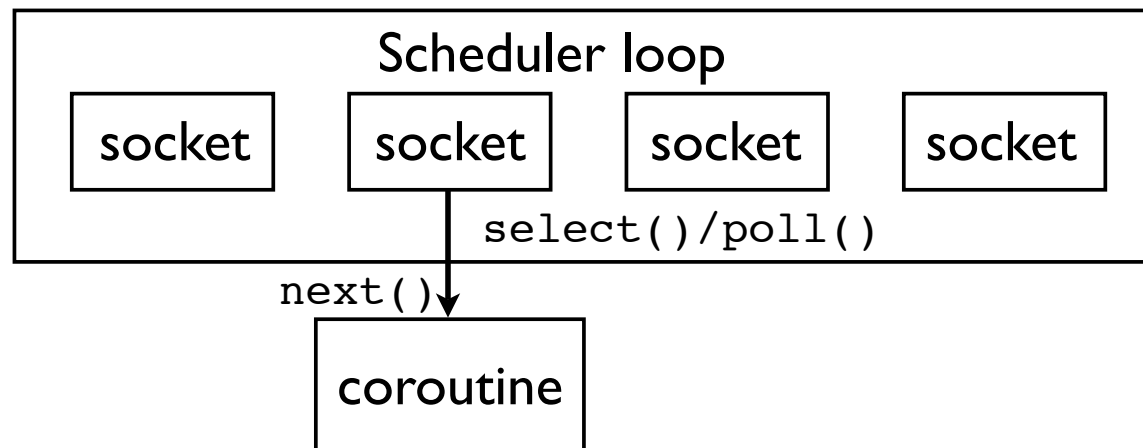 Scheduler loop
socket socket socket socket
select()/poll()
next()
coroutine